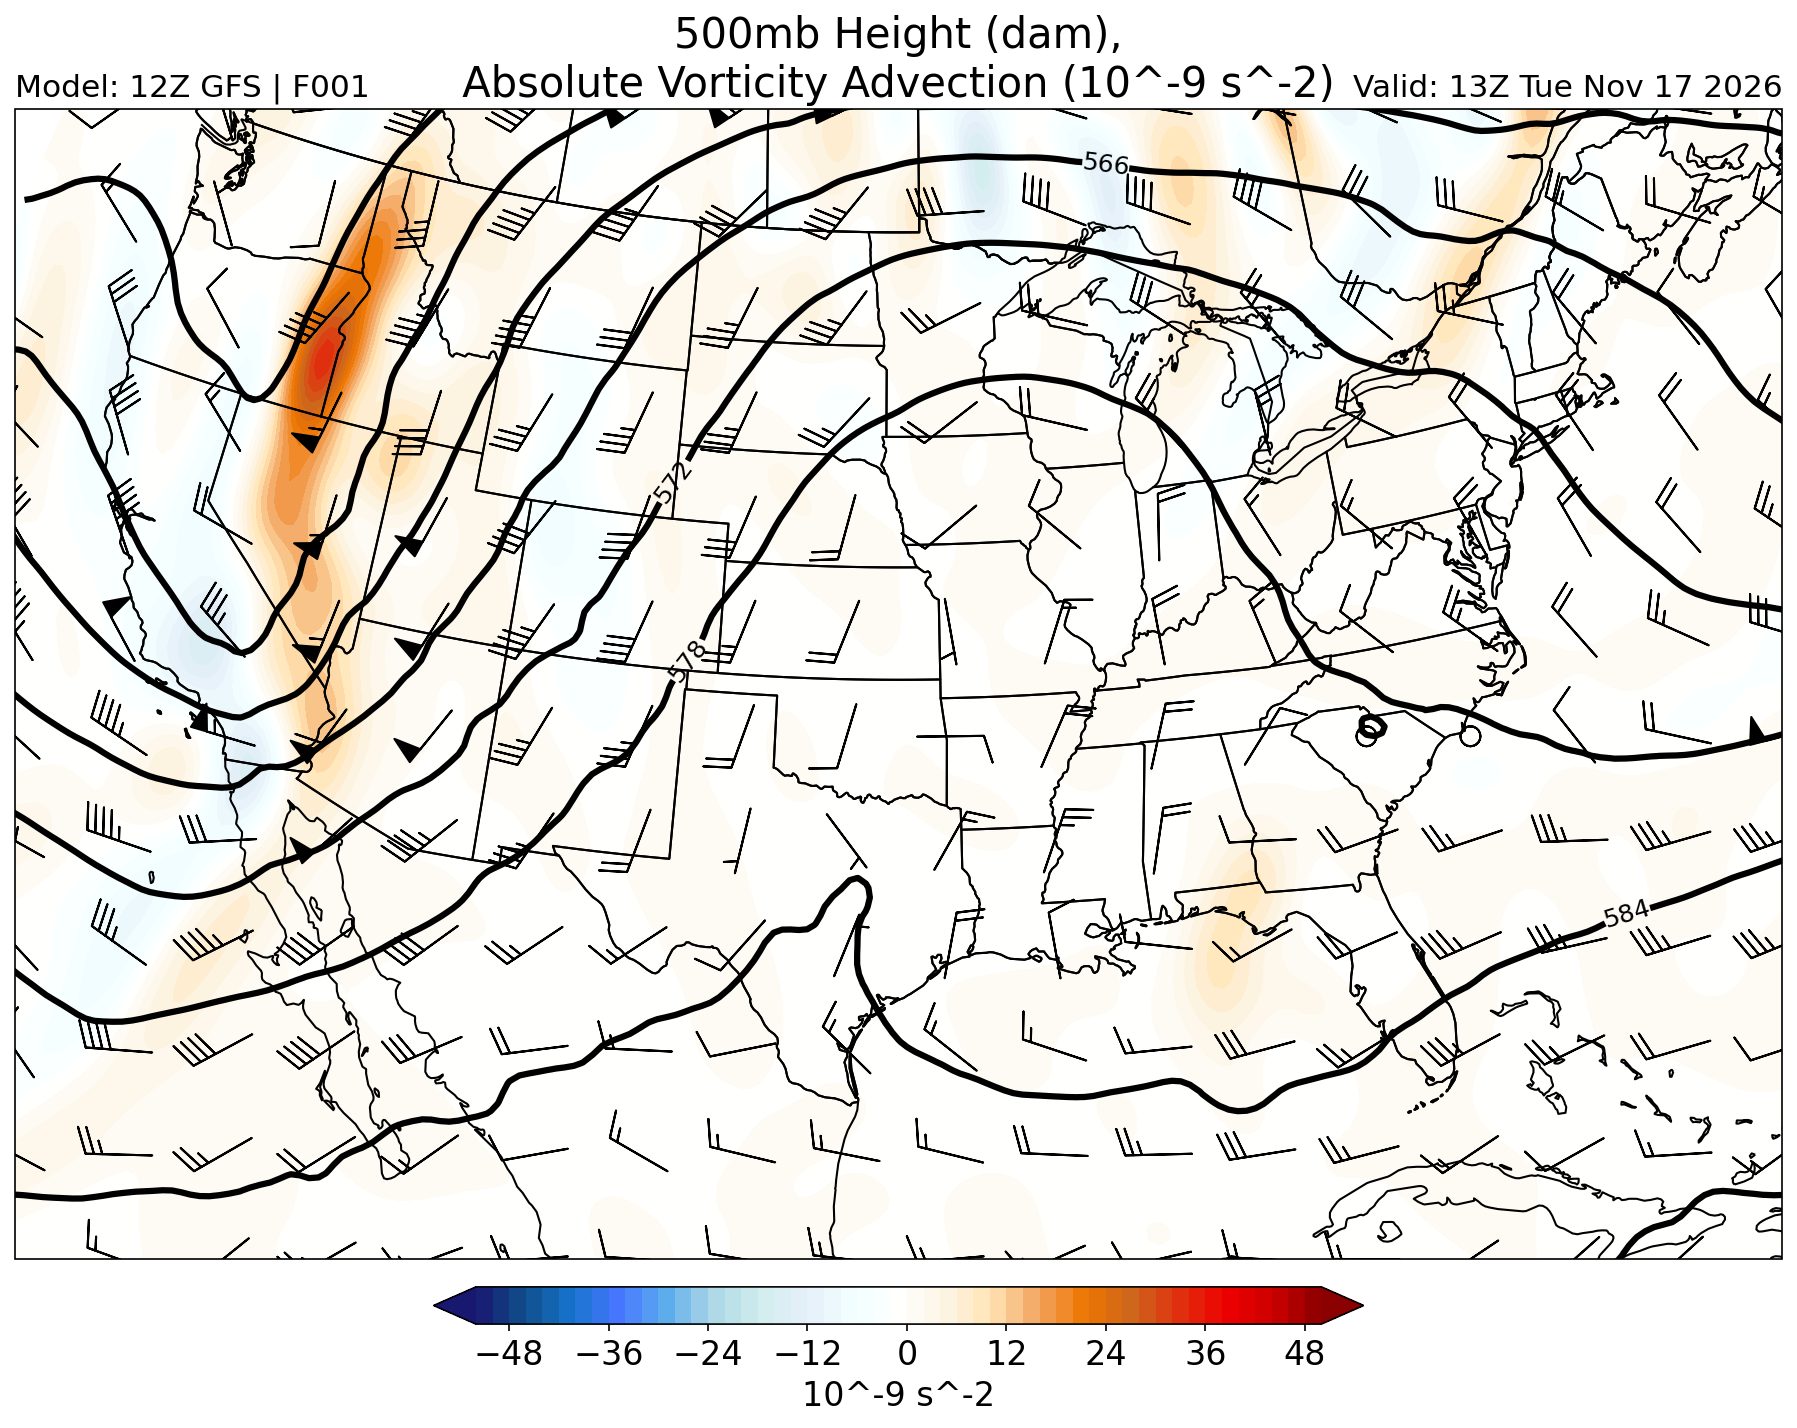 500mb Height (dam),
Model: 12Z GFS | F001
Absolute Vorticity Advection (10^-9 s^-2)
Valid: 13Z Tue Nov 17 2026
566
572
578
584
−48 −36 −24 −12 0 12 24 36 48
10^-9 s^-2